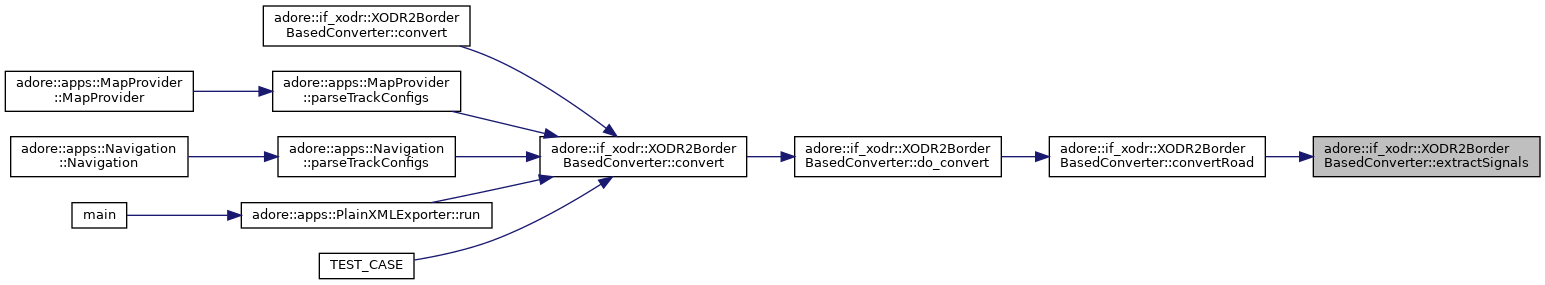 adore::if_xodr::XODR2Border
BasedConverter::convert
adore::apps::MapProvider
::MapProvider
adore::apps::MapProvider
::parseTrackConfigs
adore::apps::Navigation
::Navigation
adore::apps::Navigation
::parseTrackConfigs
adore::if_xodr::XODR2Border
BasedConverter::convert
adore::if_xodr::XODR2Border
BasedConverter::do_convert
adore::if_xodr::XODR2Border
BasedConverter::convertRoad
adore::if_xodr::XODR2Border
BasedConverter::extractSignals
main
adore::apps::PlainXMLExporter::run
TEST_CASE